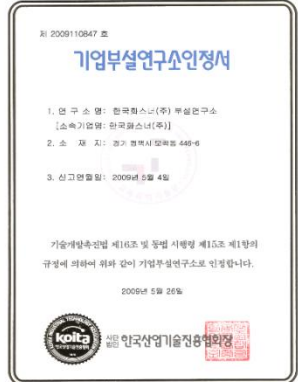 제 2009110847 호
기업부설연구소인정서
1. 연 구 소 명: 한국화스너(주) 부설연구소
[소속기업명: 한국화스너(주)]
2. 소 재 지: 경기 평택시 모곡동 446-6
3. 신고연월일: 2009년 5월 4일
기술개발촉진법 제16조 및 동법 시행령 제15조 제1항의
규정에 의하여 위와 같이 기업부설연구소로 인정합니다.
2009년 5월 26일
koita
사단법인 한국산업기술진흥협회장